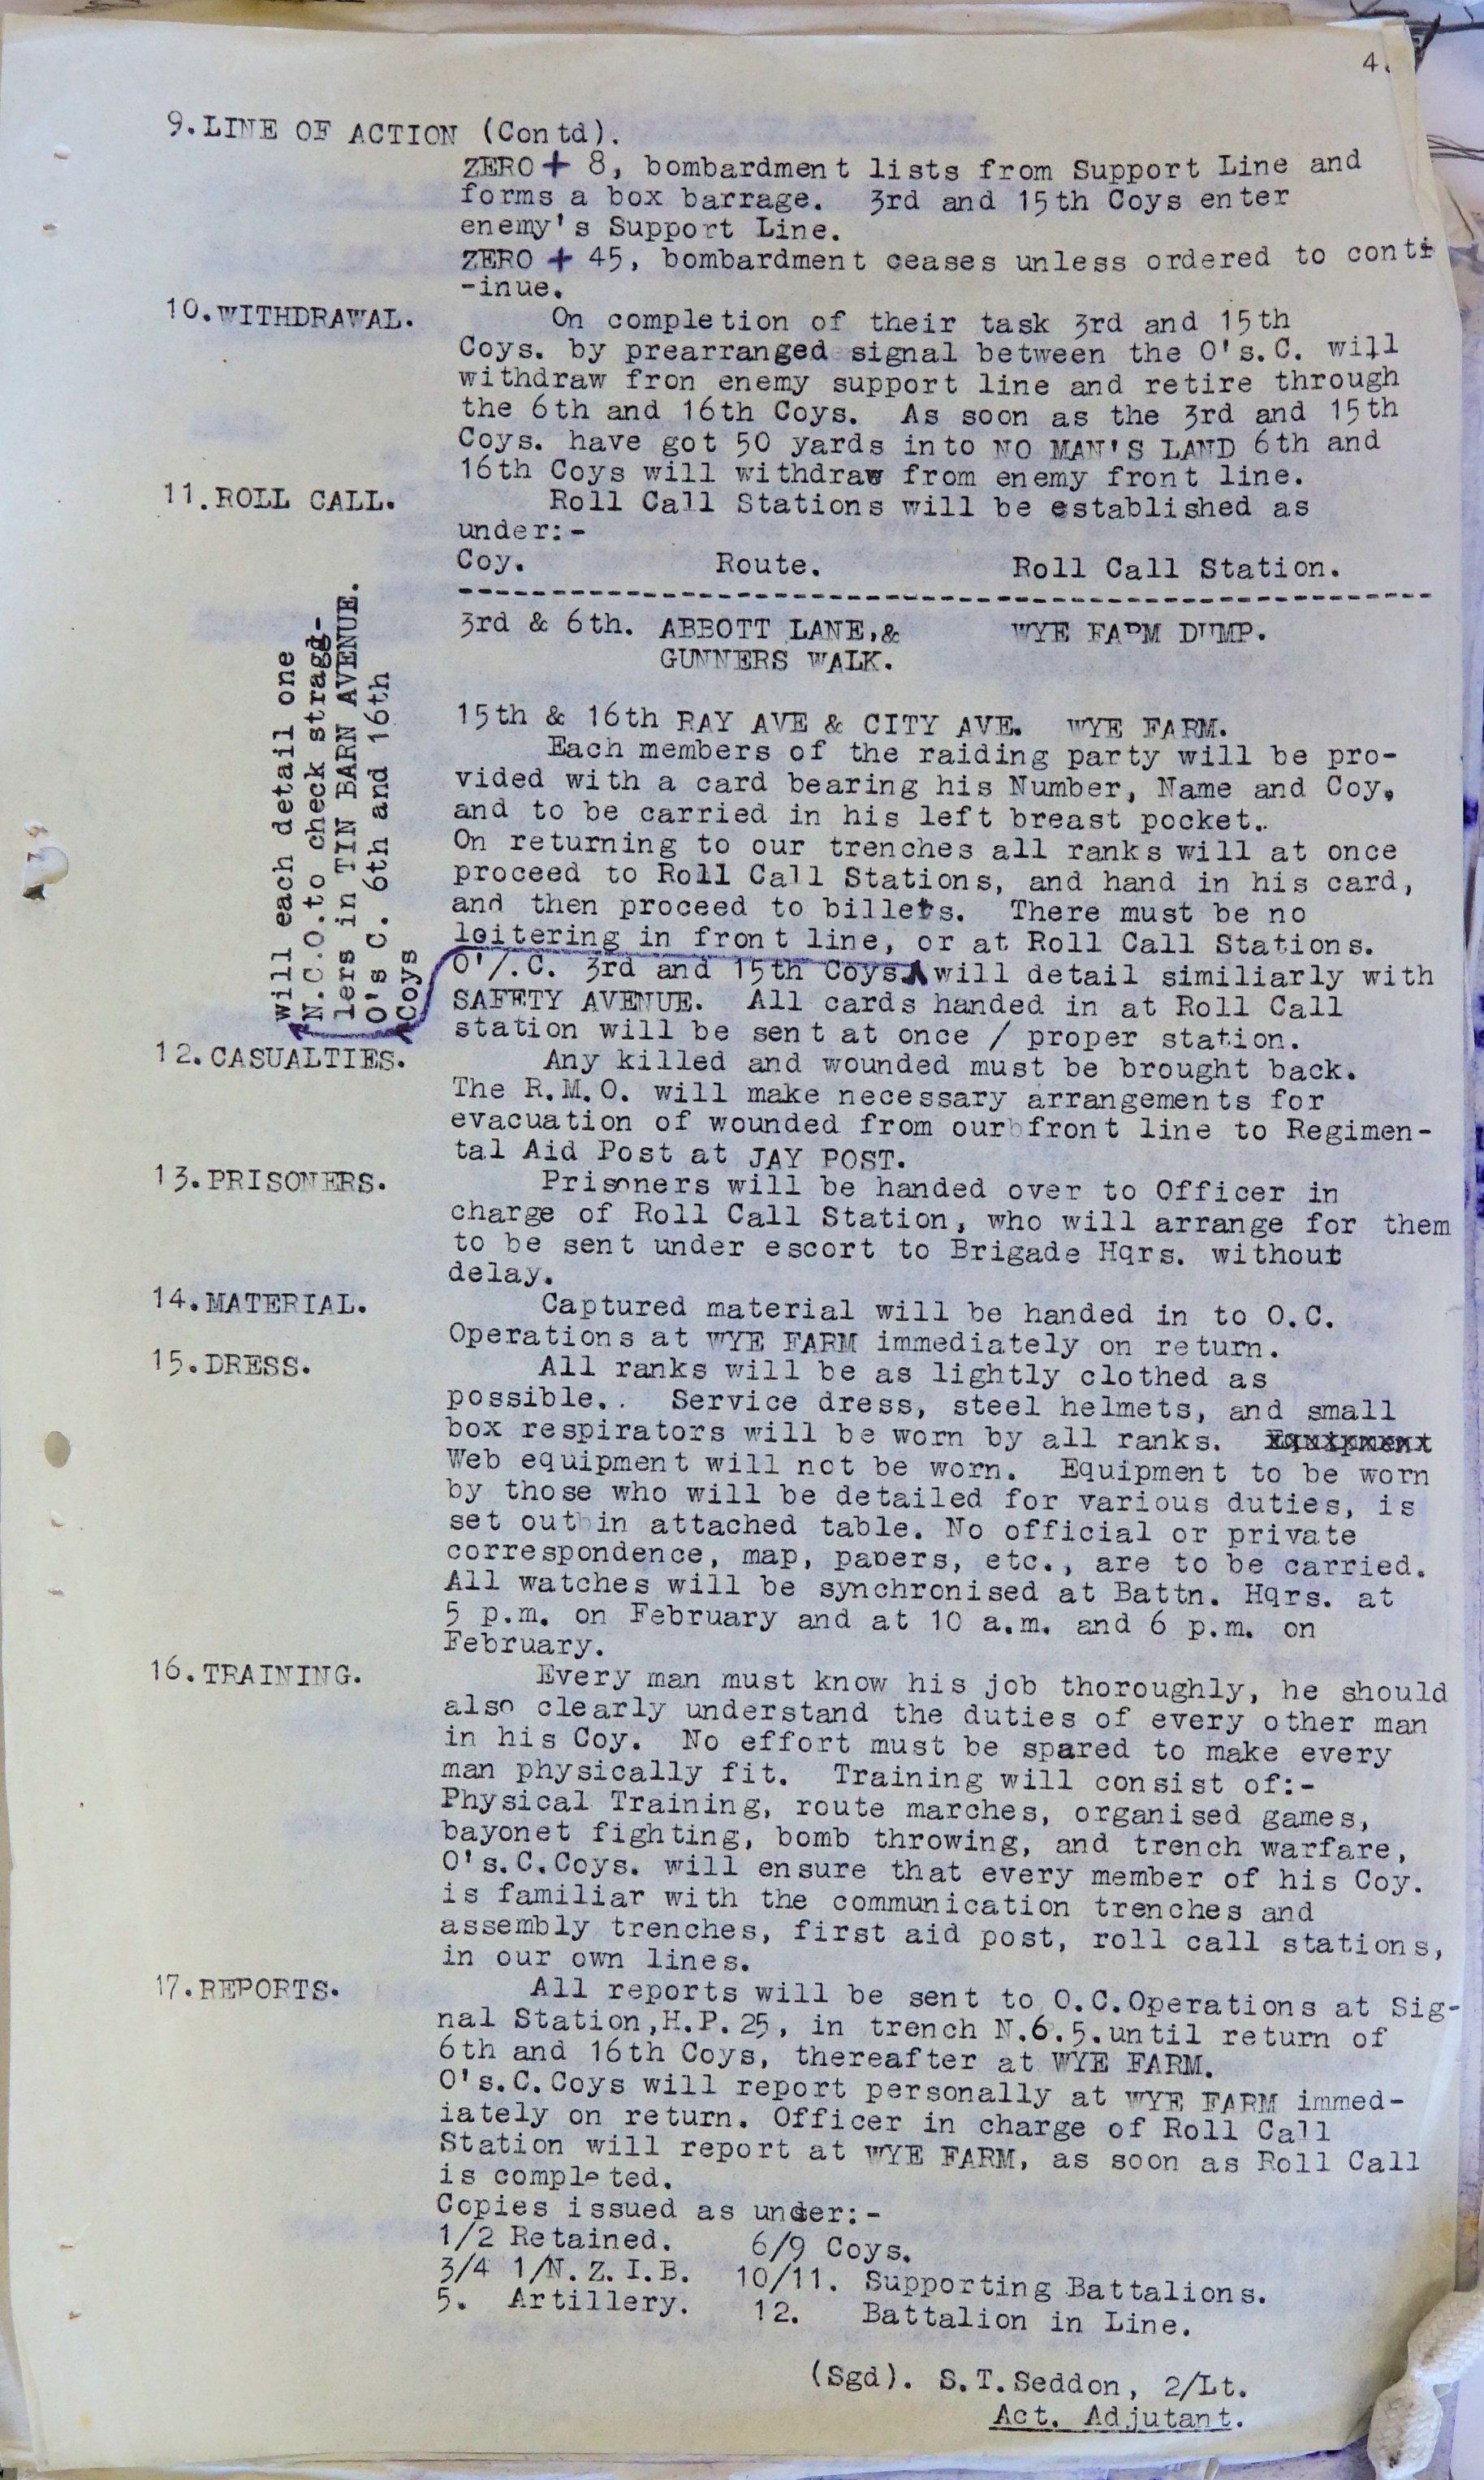 4.
9.LINE OF ACTION (Contd).
ZERO + 8, bombardment lists from Support Line and
forms a box barrage. 3rd and 15th Coys enter
enemy's Support Line.
ZERO + 45, bombardment ceases unless ordered to conti
-inue.
10.WITHDRAWAL. On completion of their task 3rd and 15th
Coys. by prearranged signal between the O's.C. will
withdraw fron enemy support line and retire through
the 6th and 16th Coys. As soon as the 3rd and 15th
Coys. have got 50 yards into NO MAN'S LAND 6th and
16th Coys will withdraw from enemy front line.
11.ROLL CALL. Roll Call Stations will be established as
under:-
Coy. Route. Roll Call Station.
3rd & 6th. ABBOTT LANE,& WYE FARM DUMP.
GUNNERS WALK.
15th & 16th RAY AVE & CITY AVE. WYE FARM.
Each members of the raiding party will be pro-
vided with a card bearing his Number, Name and Coy,
and to be carried in his left breast pocket..
On returning to our trenches all ranks will at once
proceed to Roll Call Stations, and hand in his card,
and then proceed to billets. There must be no
loitering in front line, or at Roll Call Stations.
O'/.C. 3rd and 15th Coys. will detail similiarly with
SAFETY AVENUE. All cards handed in at Roll Call
station will be sent at once / proper station.
will each detail one
N.C.O.to check stragg-
lers in TIN BARN AVENUE.
O's C. 6th and 16th
Coys
12.CASUALTIES. Any killed and wounded must be brought back.
The R.M.O. will make necessary arrangements for
evacuation of wounded from our front line to Regimen-
tal Aid Post at JAY POST.
13.PRISONERS. Prisoners will be handed over to Officer in
charge of Roll Call Station, who will arrange for them
to be sent under escort to Brigade Hqrs. without
delay.
14.MATERIAL. Captured material will be handed in to O.C.
Operations at WYE FARM immediately on return.
15.DRESS. All ranks will be as lightly clothed as
possible.. Service dress, steel helmets, and small
box respirators will be worn by all ranks. Equipment
Web equipment will not be worn. Equipment to be worn
by those who will be detailed for various duties, is
set out in attached table. No official or private
correspondence, map, papers, etc., are to be carried.
All watches will be synchronised at Battn. Hqrs. at
5 p.m. on February and at 10 a.m. and 6 p.m. on
February.
16.TRAINING. Every man must know his job thoroughly, he should
also clearly understand the duties of every other man
in his Coy. No effort must be spared to make every
man physically fit. Training will consist of:-
Physical Training, route marches, organised games,
bayonet fighting, bomb throwing, and trench warfare,
O's.C.Coys. will ensure that every member of his Coy.
is familiar with the communication trenches and
assembly trenches, first aid post, roll call stations,
in our own lines.
17.REPORTS. All reports will be sent to O.C.Operations at Sig-
nal Station,H.P.25, in trench N.6.5.until return of
6th and 16th Coys, thereafter at WYE FARM.
O's.C.Coys will report personally at WYE FARM immed-
iately on return. Officer in charge of Roll Call
Station will report at WYE FARM, as soon as Roll Call
is completed.
Copies issued as under:-
1/2 Retained. 6/9 Coys.
3/4 1/N.Z.I.B. 10/11. Supporting Battalions.
5. Artillery. 12. Battalion in Line.
(Sgd). S.T.Seddon, 2/Lt.
Act. Adjutant.